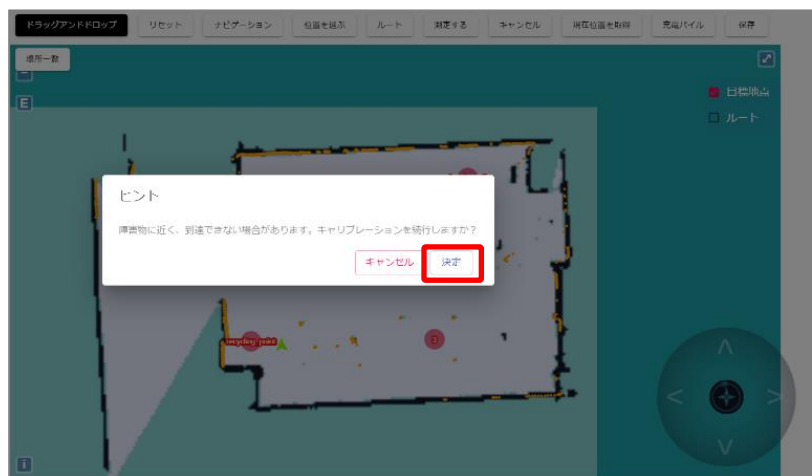 ドラッグアンドドロップ
リセット
ナビゲーション
位置を選ぶ
ルート
測定する
キャンセル
現在位置を取得
充電パイル
保存
場所一覧
E
目標地点
ルート
ヒント
障害物に近く、到達できない場合があります。キャリブレーションを続行しますか？
キャンセル
決定
recycling-point
i